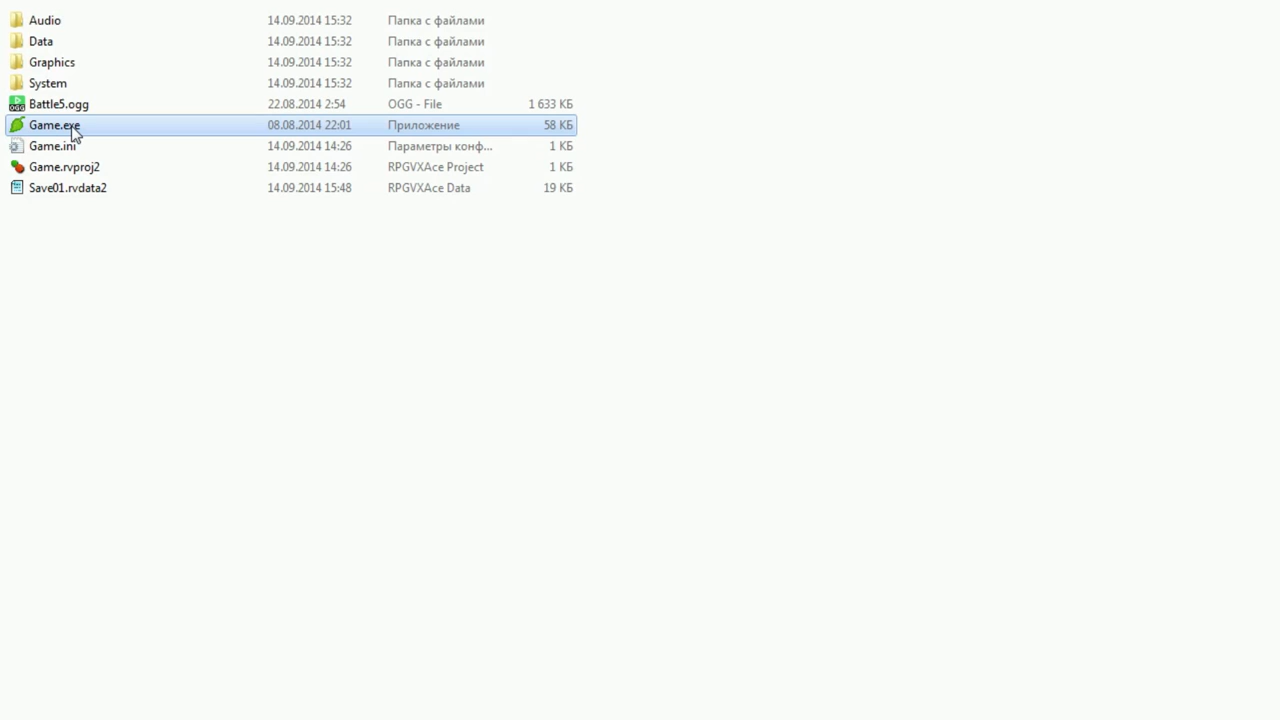 Audio 14.09.2014 15:32 Папка с файлами
Data 14.09.2014 15:32 Папка с файлами
Graphics 14.09.2014 15:32 Папка с файлами
System 14.09.2014 15:32 Папка с файлами
Battle5.ogg 22.08.2014 2:54 OGG - File 1 633 КБ
Game.exe 08.08.2014 22:01 Приложение 58 КБ
Game.ini 14.09.2014 14:26 Параметры конф... 1 КБ
Game.rvproj2 14.09.2014 14:26 RPGVXAce Project 1 КБ
Save01.rvdata2 14.09.2014 15:48 RPGVXAce Data 19 КБ